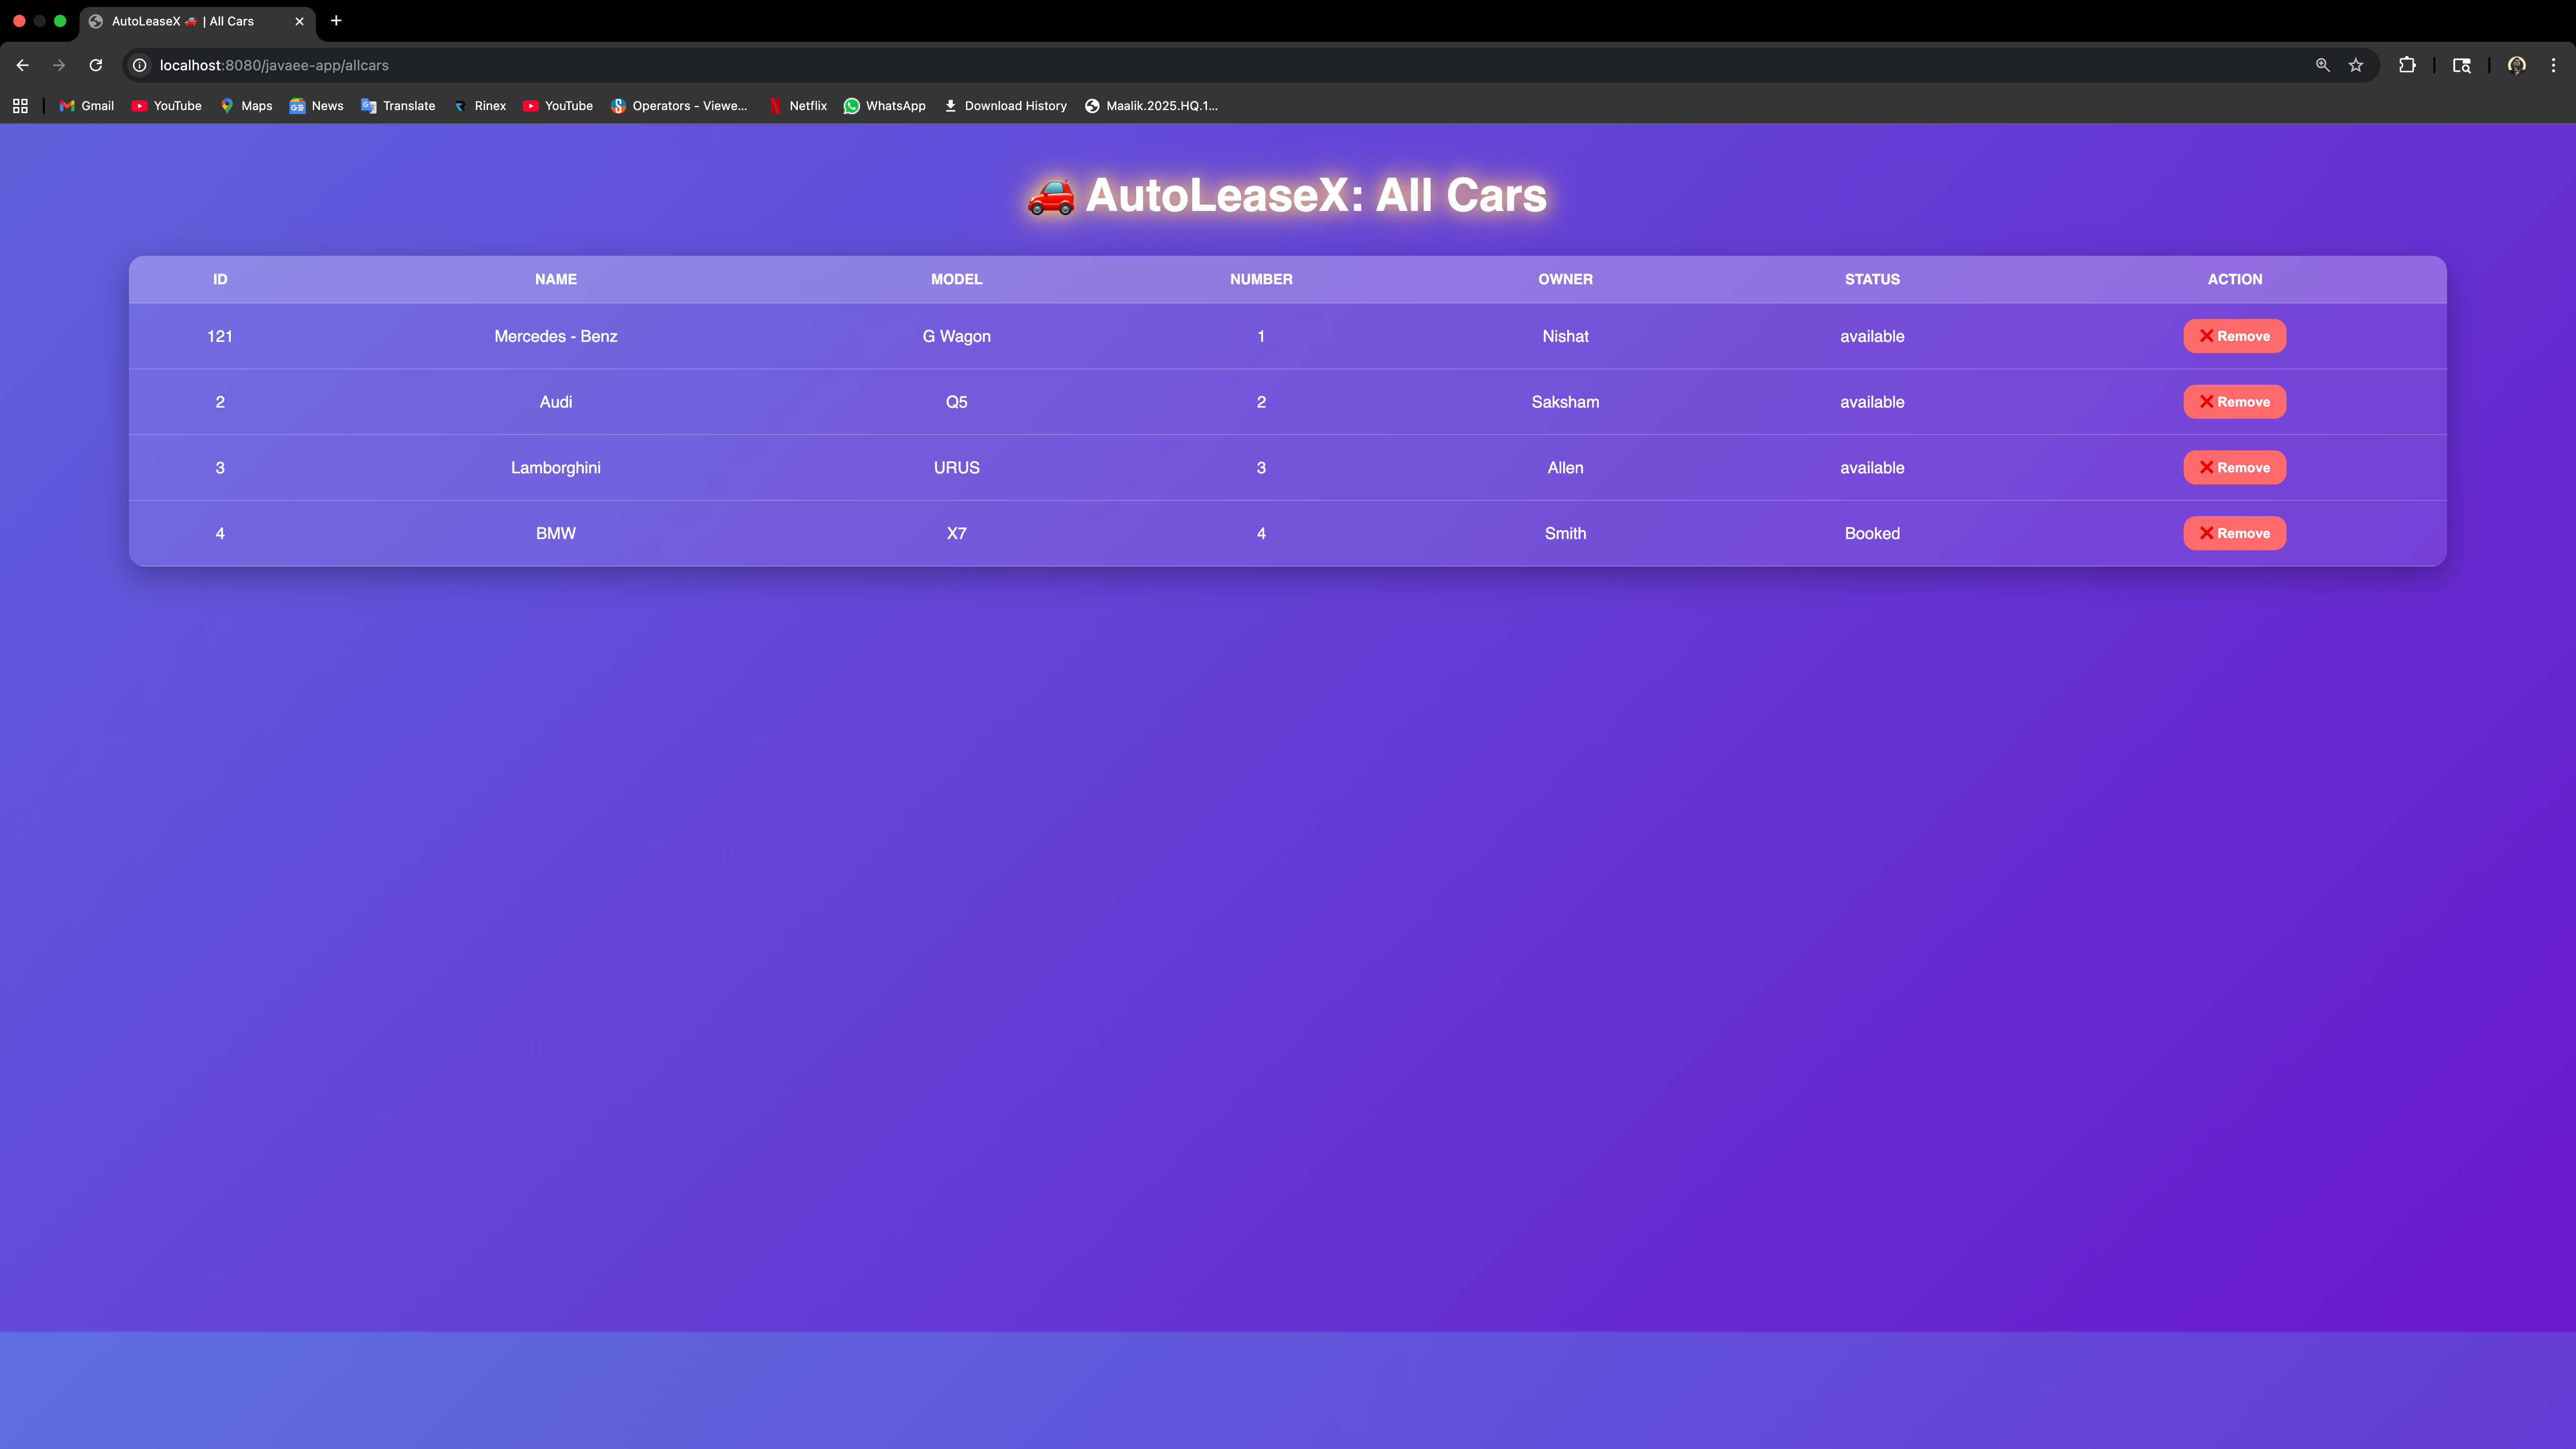 AutoLeaseX 🚗 | All Cars
localhost:8080/javaee-app/allcars
Gmail YouTube Maps News Translate Rinex YouTube Operators - Viewe... Netflix WhatsApp Download History Maalik.2025.HQ.1...
🚗 AutoLeaseX: All Cars
ID NAME MODEL NUMBER OWNER STATUS ACTION
121 Mercedes - Benz G Wagon 1 Nishat available ❌ Remove
2 Audi Q5 2 Saksham available ❌ Remove
3 Lamborghini URUS 3 Allen available ❌ Remove
4 BMW X7 4 Smith Booked ❌ Remove